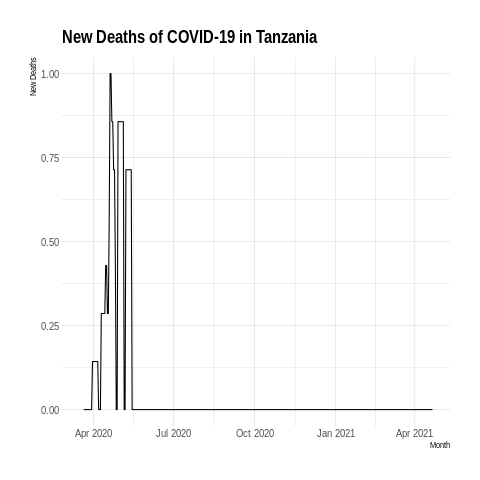 New Deaths of COVID-19 in Tanzania
New Deaths
1.00
0.75
0.50
0.25
0.00
Apr 2020 Jul 2020 Oct 2020 Jan 2021 Apr 2021
Month